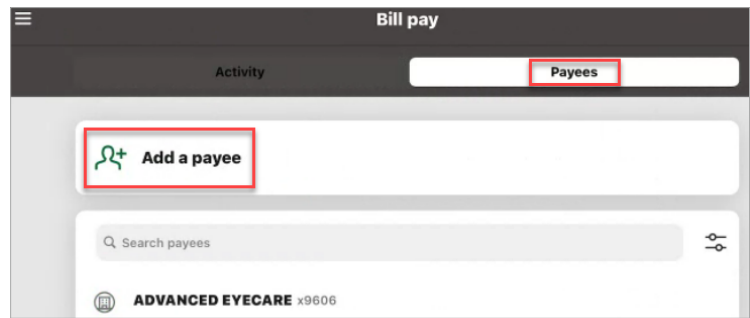 Bill pay
Activity
Payees
Add a payee
Search payees
ADVANCED EYECARE x9606